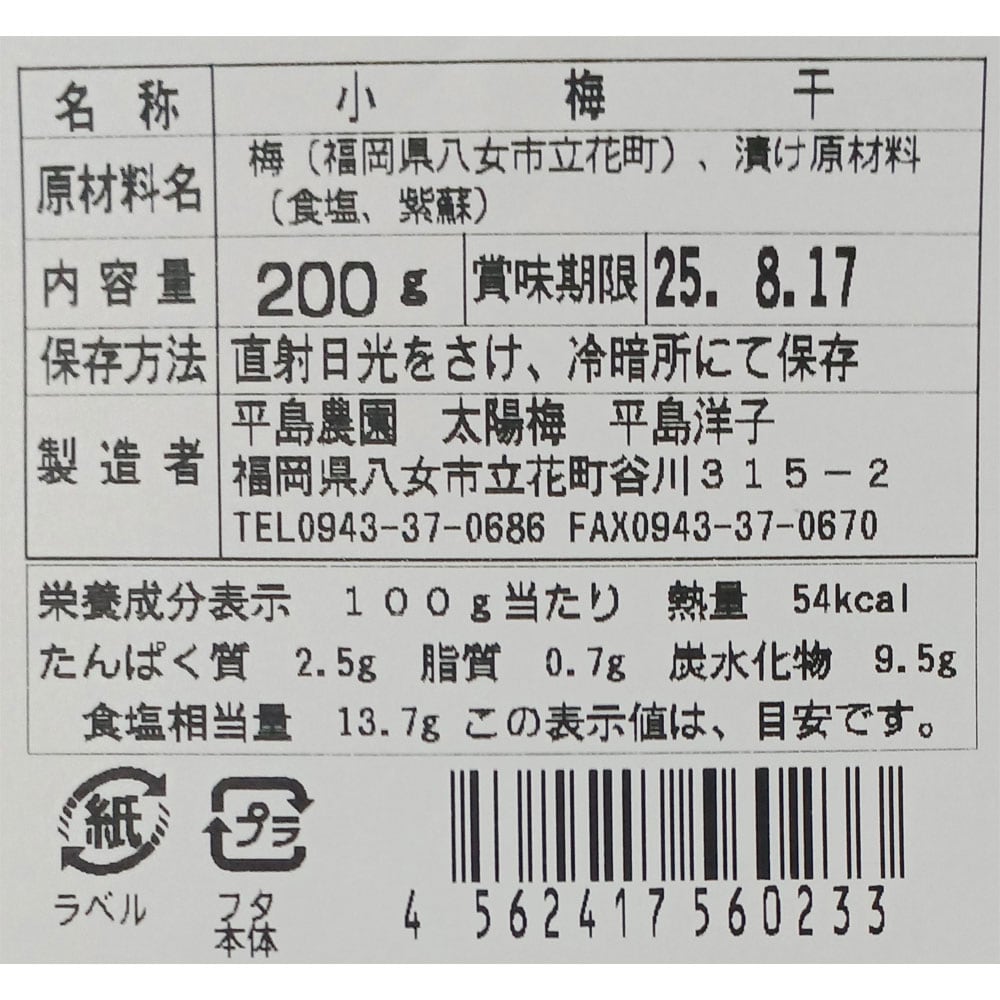 名称 小梅干
原材料名 梅（福岡県八女市立花町）、漬け原材料
（食塩、紫蘇）
内容量 200g 賞味期限 25. 8.17
保存方法 直射日光をさけ、冷暗所にて保存
製造者 平島農園 太陽梅 平島洋子
福岡県八女市立花町谷川３１５－２
TEL0943-37-0686 FAX0943-37-0670
栄養成分表示 １００ｇ当たり 熱量 54kcal
たんぱく質 2.5g 脂質 0.7g 炭水化物 9.5g
食塩相当量 13.7g この表示値は、目安です。
紙 プラ
ラベル フタ
本体
4 562417 560233